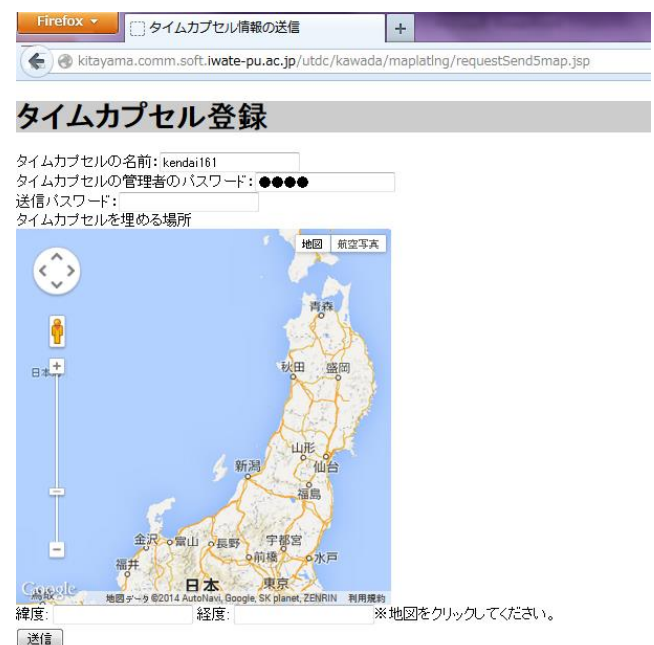 Firefox
タイムカプセル情報の送信
+
kitayama.comm.soft.iwate-pu.ac.jp/utdc/kawada/maplatlng/requestSend5map.jsp
タイムカプセル登録
タイムカプセルの名前: kendai161
タイムカプセルの管理者のパスワード: ●●●●
送信パスワード:
タイムカプセルを埋める場所
地図 航空写真
青森
日本
秋田 盛岡
山形
新潟 仙台
福島
金沢 富山 長野 宇都宮
前橋 水戸
福井
日本 東京
鳥取 Google 地図データ ©2014 AutoNavi, Google, SK planet, ZENRIN 利用規約
緯度: 経度: ※地図をクリックしてください。
送信